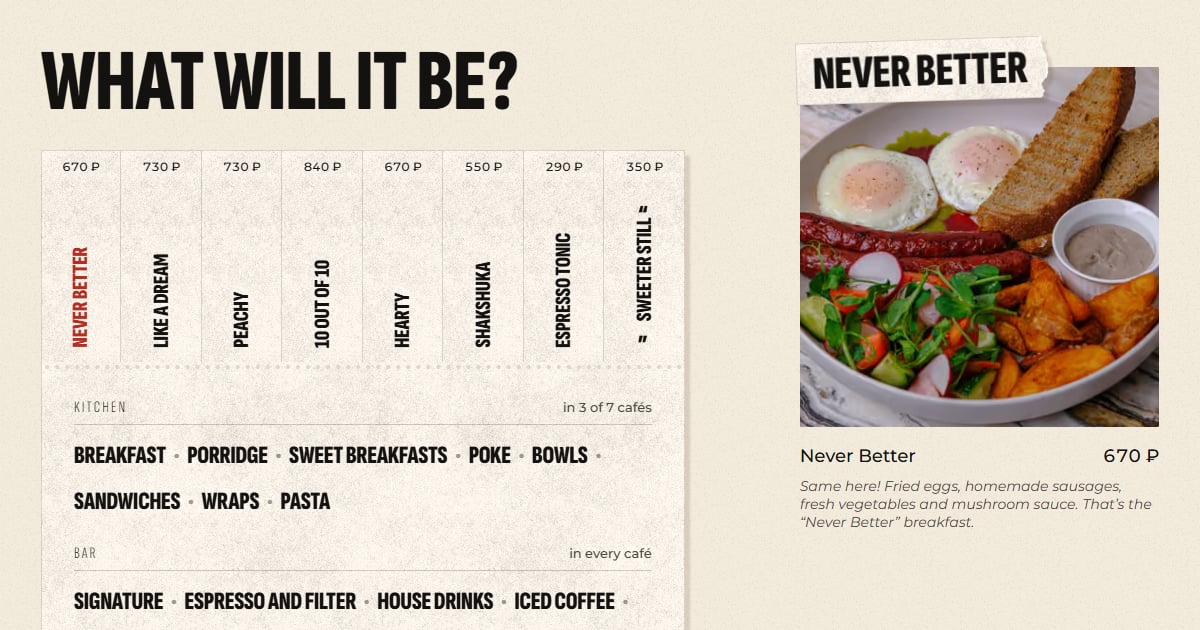 WHAT WILL IT BE?
670 ₽
730 ₽
730 ₽
840 ₽
670 ₽
550 ₽
290 ₽
350 ₽
NEVER BETTER
LIKE A DREAM
PEACHY
10 OUT OF 10
HEARTY
SHAKSHUKA
ESPRESSO TONIC
" SWEETER STILL "
KITCHEN
in 3 of 7 cafés
BREAKFAST • PORRIDGE • SWEET BREAKFASTS • POKE • BOWLS •
SANDWICHES • WRAPS • PASTA
BAR
in every café
SIGNATURE • ESPRESSO AND FILTER • HOUSE DRINKS • ICED COFFEE •
NEVER BETTER
Never Better
670 ₽
Same here! Fried eggs, homemade sausages,
fresh vegetables and mushroom sauce. That's the
“Never Better” breakfast.